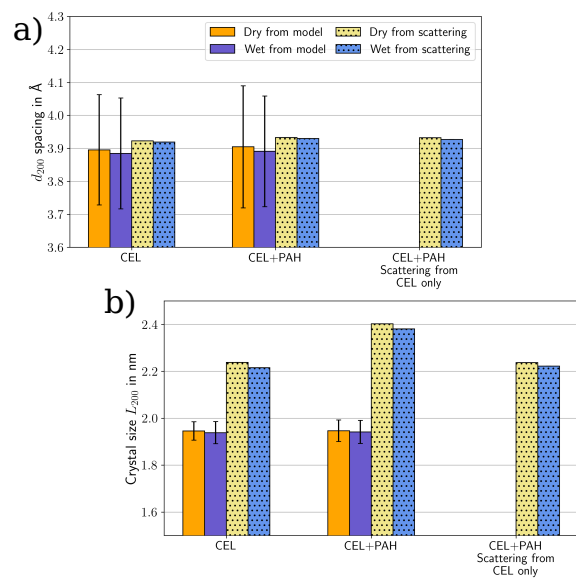 a)
4.3
4.2
4.1
4.0
3.9
3.8
3.7
3.6
d200 spacing in Å
Dry from model
Wet from model
Dry from scattering
Wet from scattering
CEL
CEL+PAH
CEL+PAH
Scattering from
CEL only
b)
2.4
2.2
2.0
1.8
1.6
Crystal size L200 in nm
CEL
CEL+PAH
CEL+PAH
Scattering from
CEL only